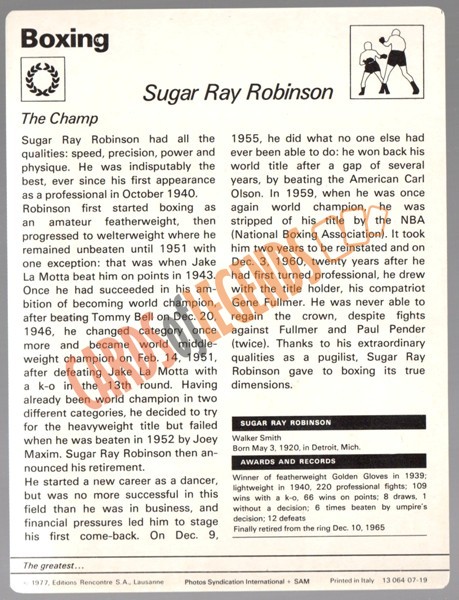 Boxing
Sugar Ray Robinson
The Champ
Sugar Ray Robinson had all the
qualities: speed, precision, power and
physique. He was indisputably the
best, ever since his first appearance
as a professional in October 1940.
Robinson first started boxing as
an amateur featherweight, then
progressed to welterweight where he
remained unbeaten until 1951 with
one exception: that was when Jake
La Motta beat him on points in 1943.
Once he had succeeded in his am-
bition of becoming world champion,
after beating Tommy Bell on Dec. 20,
1946, he changed category once
more and became world middle-
weight champion on Feb. 14, 1951,
after defeating Jake La Motta with
a k-o in the 13th round. Having
already been world champion in two
different categories, he decided to try
for the heavyweight title but failed
when he was beaten in 1952 by Joey
Maxim. Sugar Ray Robinson then an-
nounced his retirement.
He started a new career as a dancer,
but was no more successful in this
field than he was in business, and
financial pressures led him to stage
his first come-back. On Dec. 9,
1955, he did what no one else had
ever been able to do: he won back his
world title after a gap of several
years, by beating the American Carl
Olson. In 1959, when he was once
again world champion, he was
stripped of his title by the NBA
(National Boxing Association). It took
him two years to be reinstated and on
1960, twenty years after he
had first turned professional, he drew
with the title holder, his compatriot
Gene Fullmer. He was never able to
regain the crown, despite fights
against Fullmer and Paul Pender
(twice). Thanks to his extraordinary
qualities as a pugilist, Sugar Ray
Robinson gave to boxing its true
dimensions.
SUGAR RAY ROBINSON
Walker Smith
Born May 3, 1920, in Detroit, Mich.
AWARDS AND RECORDS
Winner of featherweight Golden Gloves in 1939;
lightweight in 1940, 220 professional fights; 109
wins with a k-o, 66 wins on points; 8 draws, 1
without a decision; 6 times beaten by umpire's
decision; 12 defeats
Finally retired from the ring Dec. 10, 1965
The greatest...
© 1977, Editions Rencontre S.A., Lausanne
Photos Syndication International + SAM
Printed in Italy
13 064 07-19
CARDS OF LEGENDS